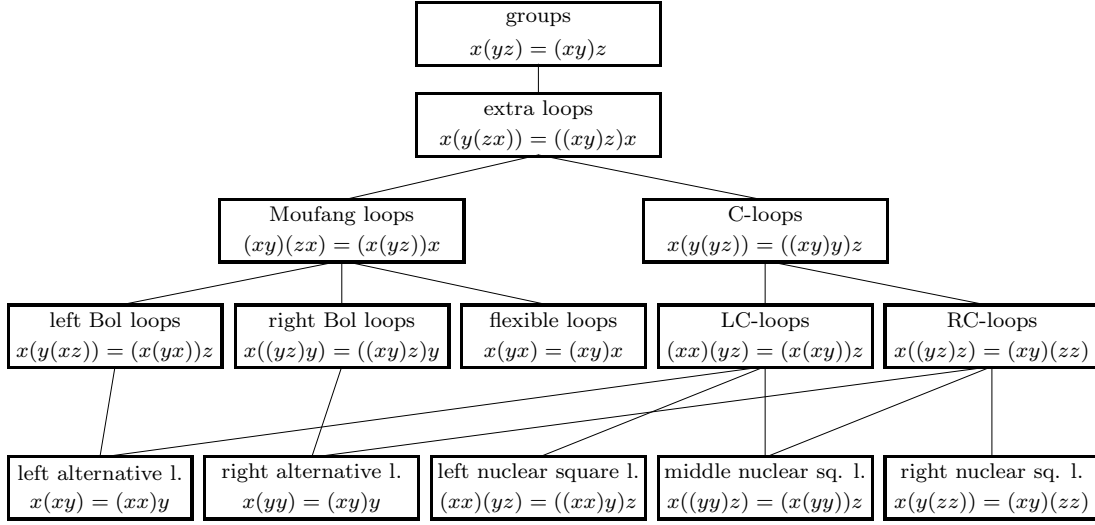 groups
x(yz) = (xy)z
extra loops
x(y(zx)) = ((xy)z)x
Moufang loops
(xy)(zx) = (x(yz))x
C-loops
x(y(yz)) = ((xy)y)z
left Bol loops
x(y(xz)) = (x(yx))z
right Bol loops
x((yz)y) = ((xy)z)y
flexible loops
x(yx) = (xy)x
LC-loops
(xx)(yz) = (x(xy))z
RC-loops
x((yz)z) = (xy)(zz)
left alternative l.
x(xy) = (xx)y
right alternative l.
x(yy) = (xy)y
left nuclear square l.
(xx)(yz) = ((xx)y)z
middle nuclear sq. l.
x((yy)z) = (x(yy))z
right nuclear sq. l.
x(y(zz)) = (xy)(zz)